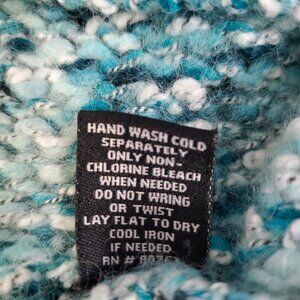 HAND WASH COLD
SEPARATELY
ONLY NON-
CHLORINE BLEACH
WHEN NEEDED
DO NOT WRING
OR TWIST
LAY FLAT TO DRY
COOL IRON
IF NEEDED
RN #